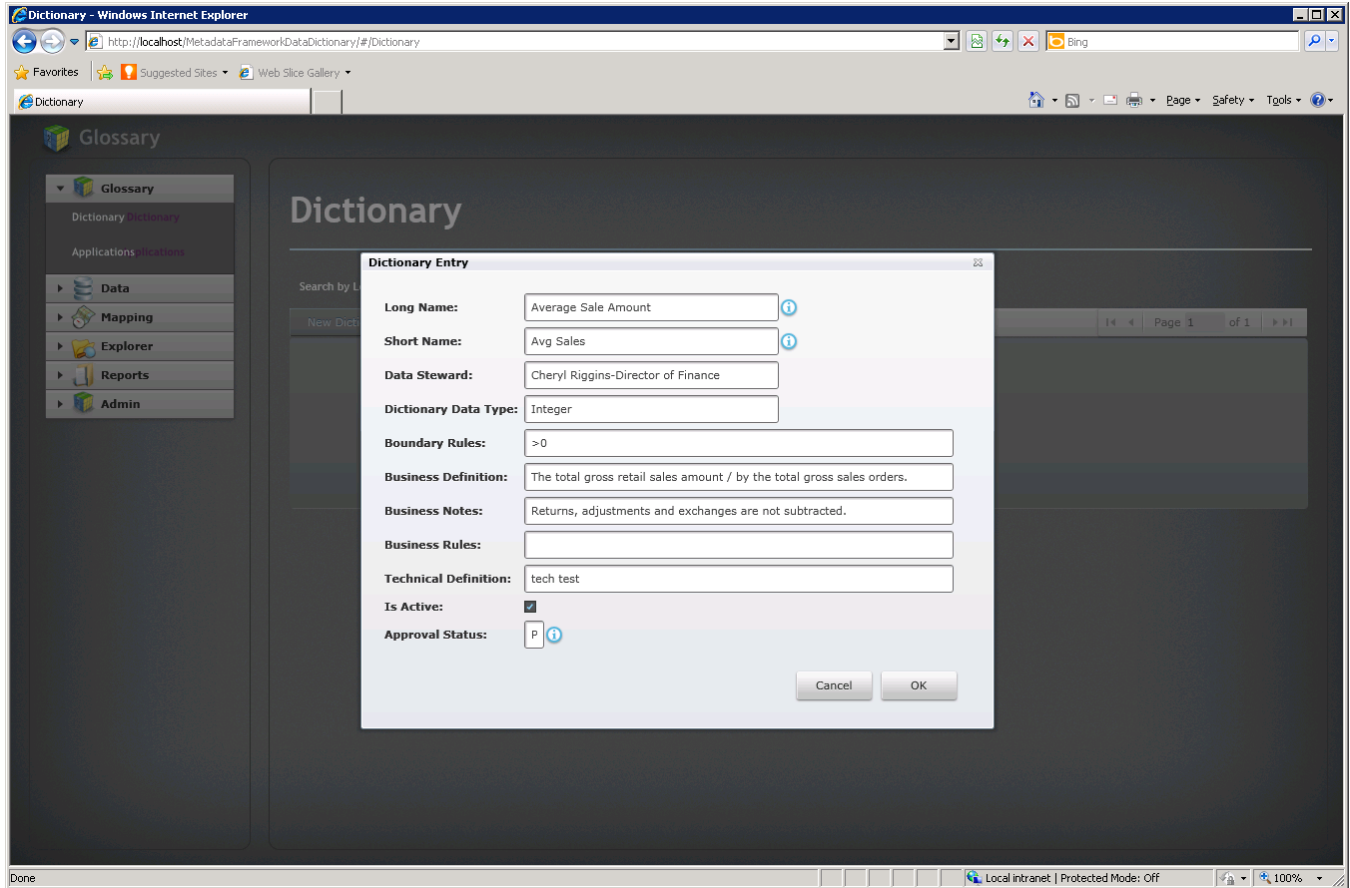 Dictionary - Windows Internet Explorer
http://localhost/MetadataFrameworkDataDictionary/#/Dictionary
Bing
Favorites
Suggested Sites
Web Slice Gallery
Dictionary
Page
Safety
Tools
Glossary
Glossary
Dictionary Dictionary
Applications
Data
Mapping
Explorer
Reports
Admin
Dictionary
Search by
New
Page 1 of 1
Dictionary Entry
Long Name: Average Sale Amount
Short Name: Avg Sales
Data Steward: Cheryl Riggins-Director of Finance
Dictionary Data Type: Integer
Boundary Rules: >0
Business Definition: The total gross retail sales amount / by the total gross sales orders.
Business Notes: Returns, adjustments and exchanges are not subtracted.
Business Rules:
Technical Definition: tech test
Is Active:
Approval Status: P
Cancel
OK
Done
Local intranet | Protected Mode: Off
100%